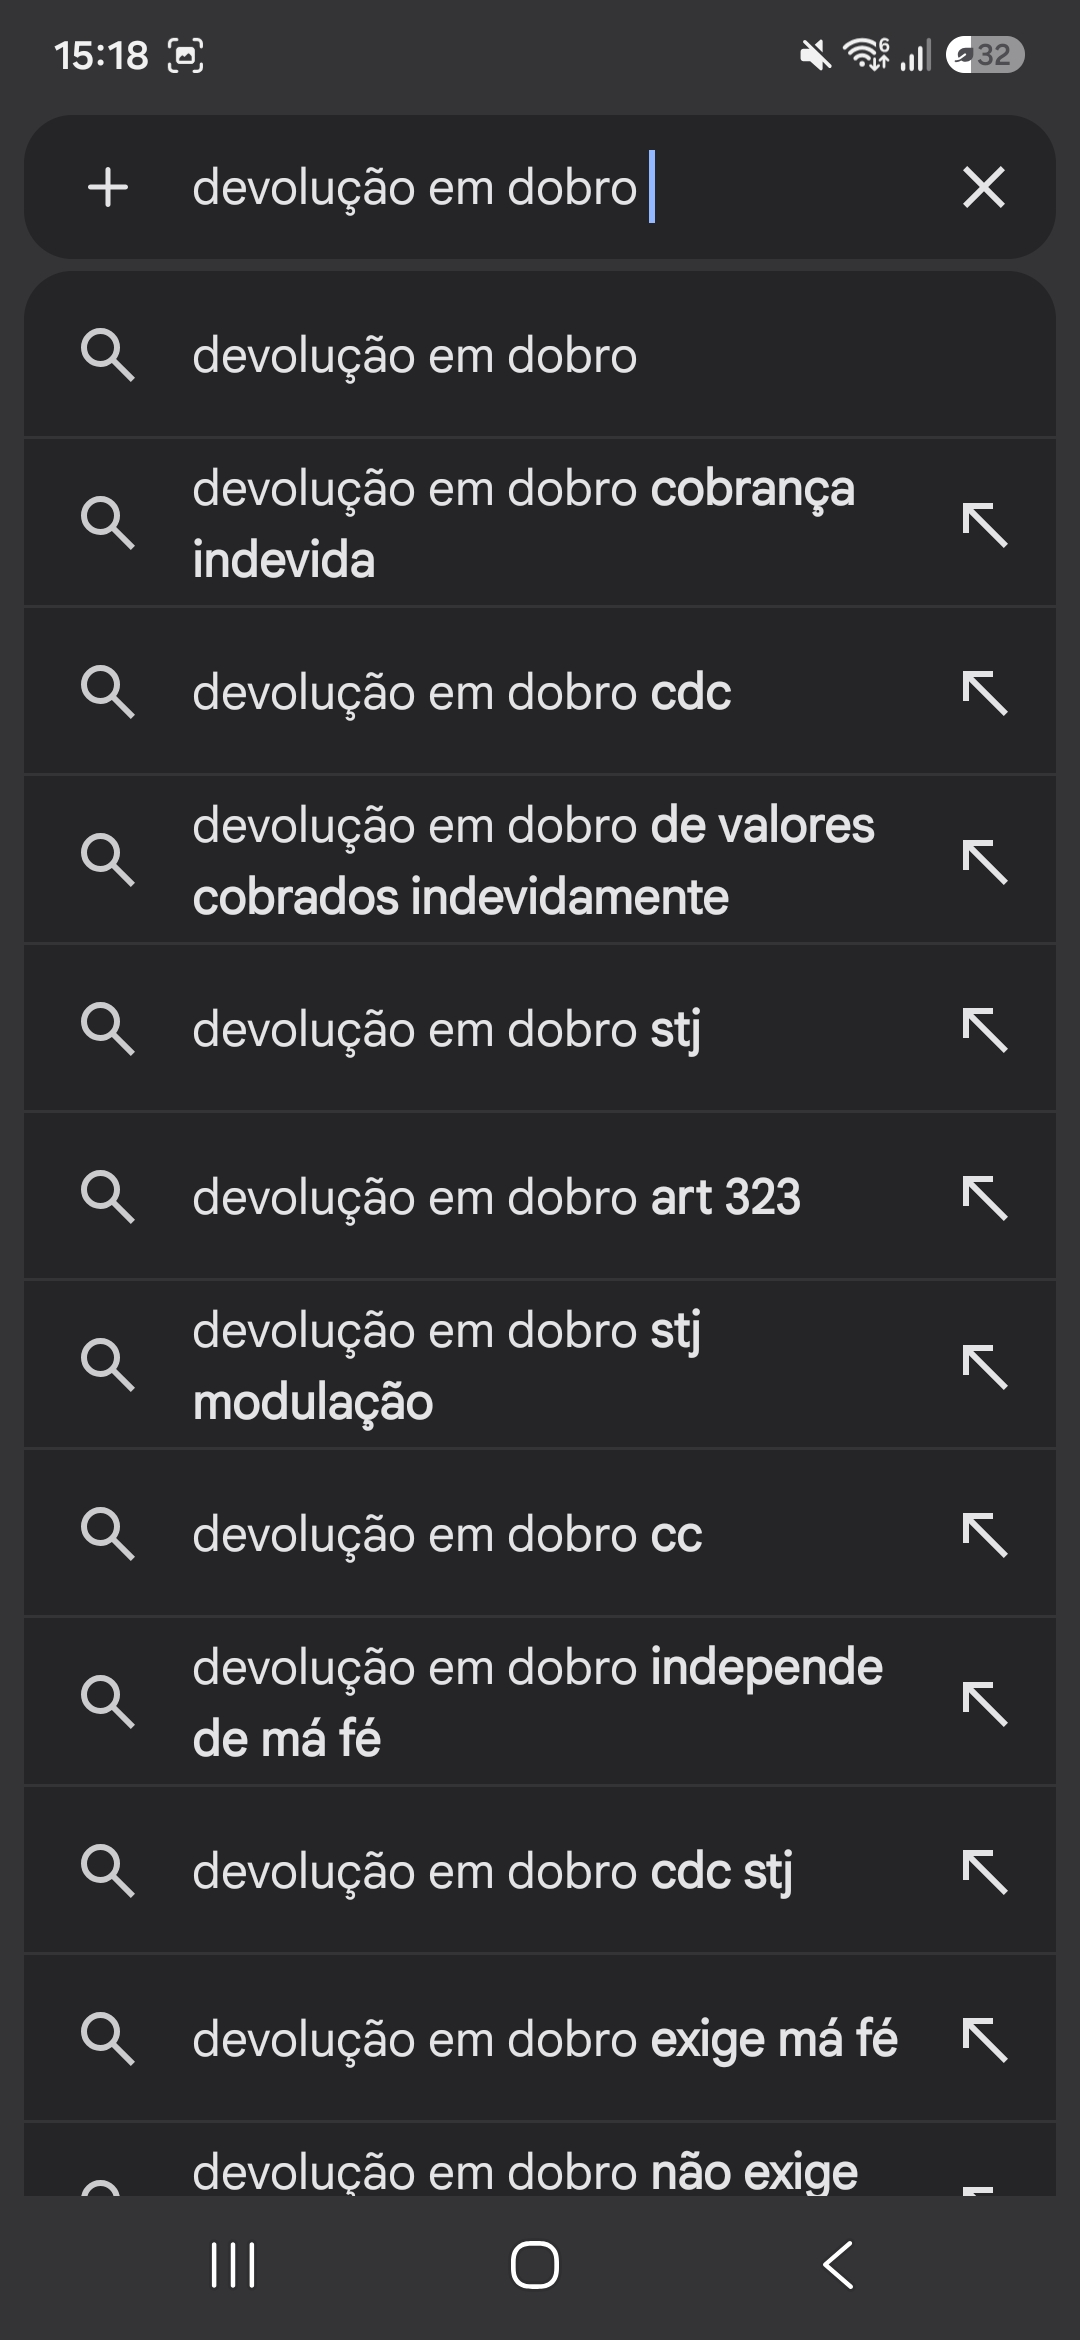 15:18
6
32
devolução em dobro
devolução em dobro
devolução em dobro cobrança
indevida
devolução em dobro cdc
devolução em dobro de valores
cobrados indevidamente
devolução em dobro stj
devolução em dobro art 323
devolução em dobro stj
modulação
devolução em dobro cc
devolução em dobro independe
de má fé
devolução em dobro cdc stj
devolução em dobro exige má fé
devolução em dobro não exige